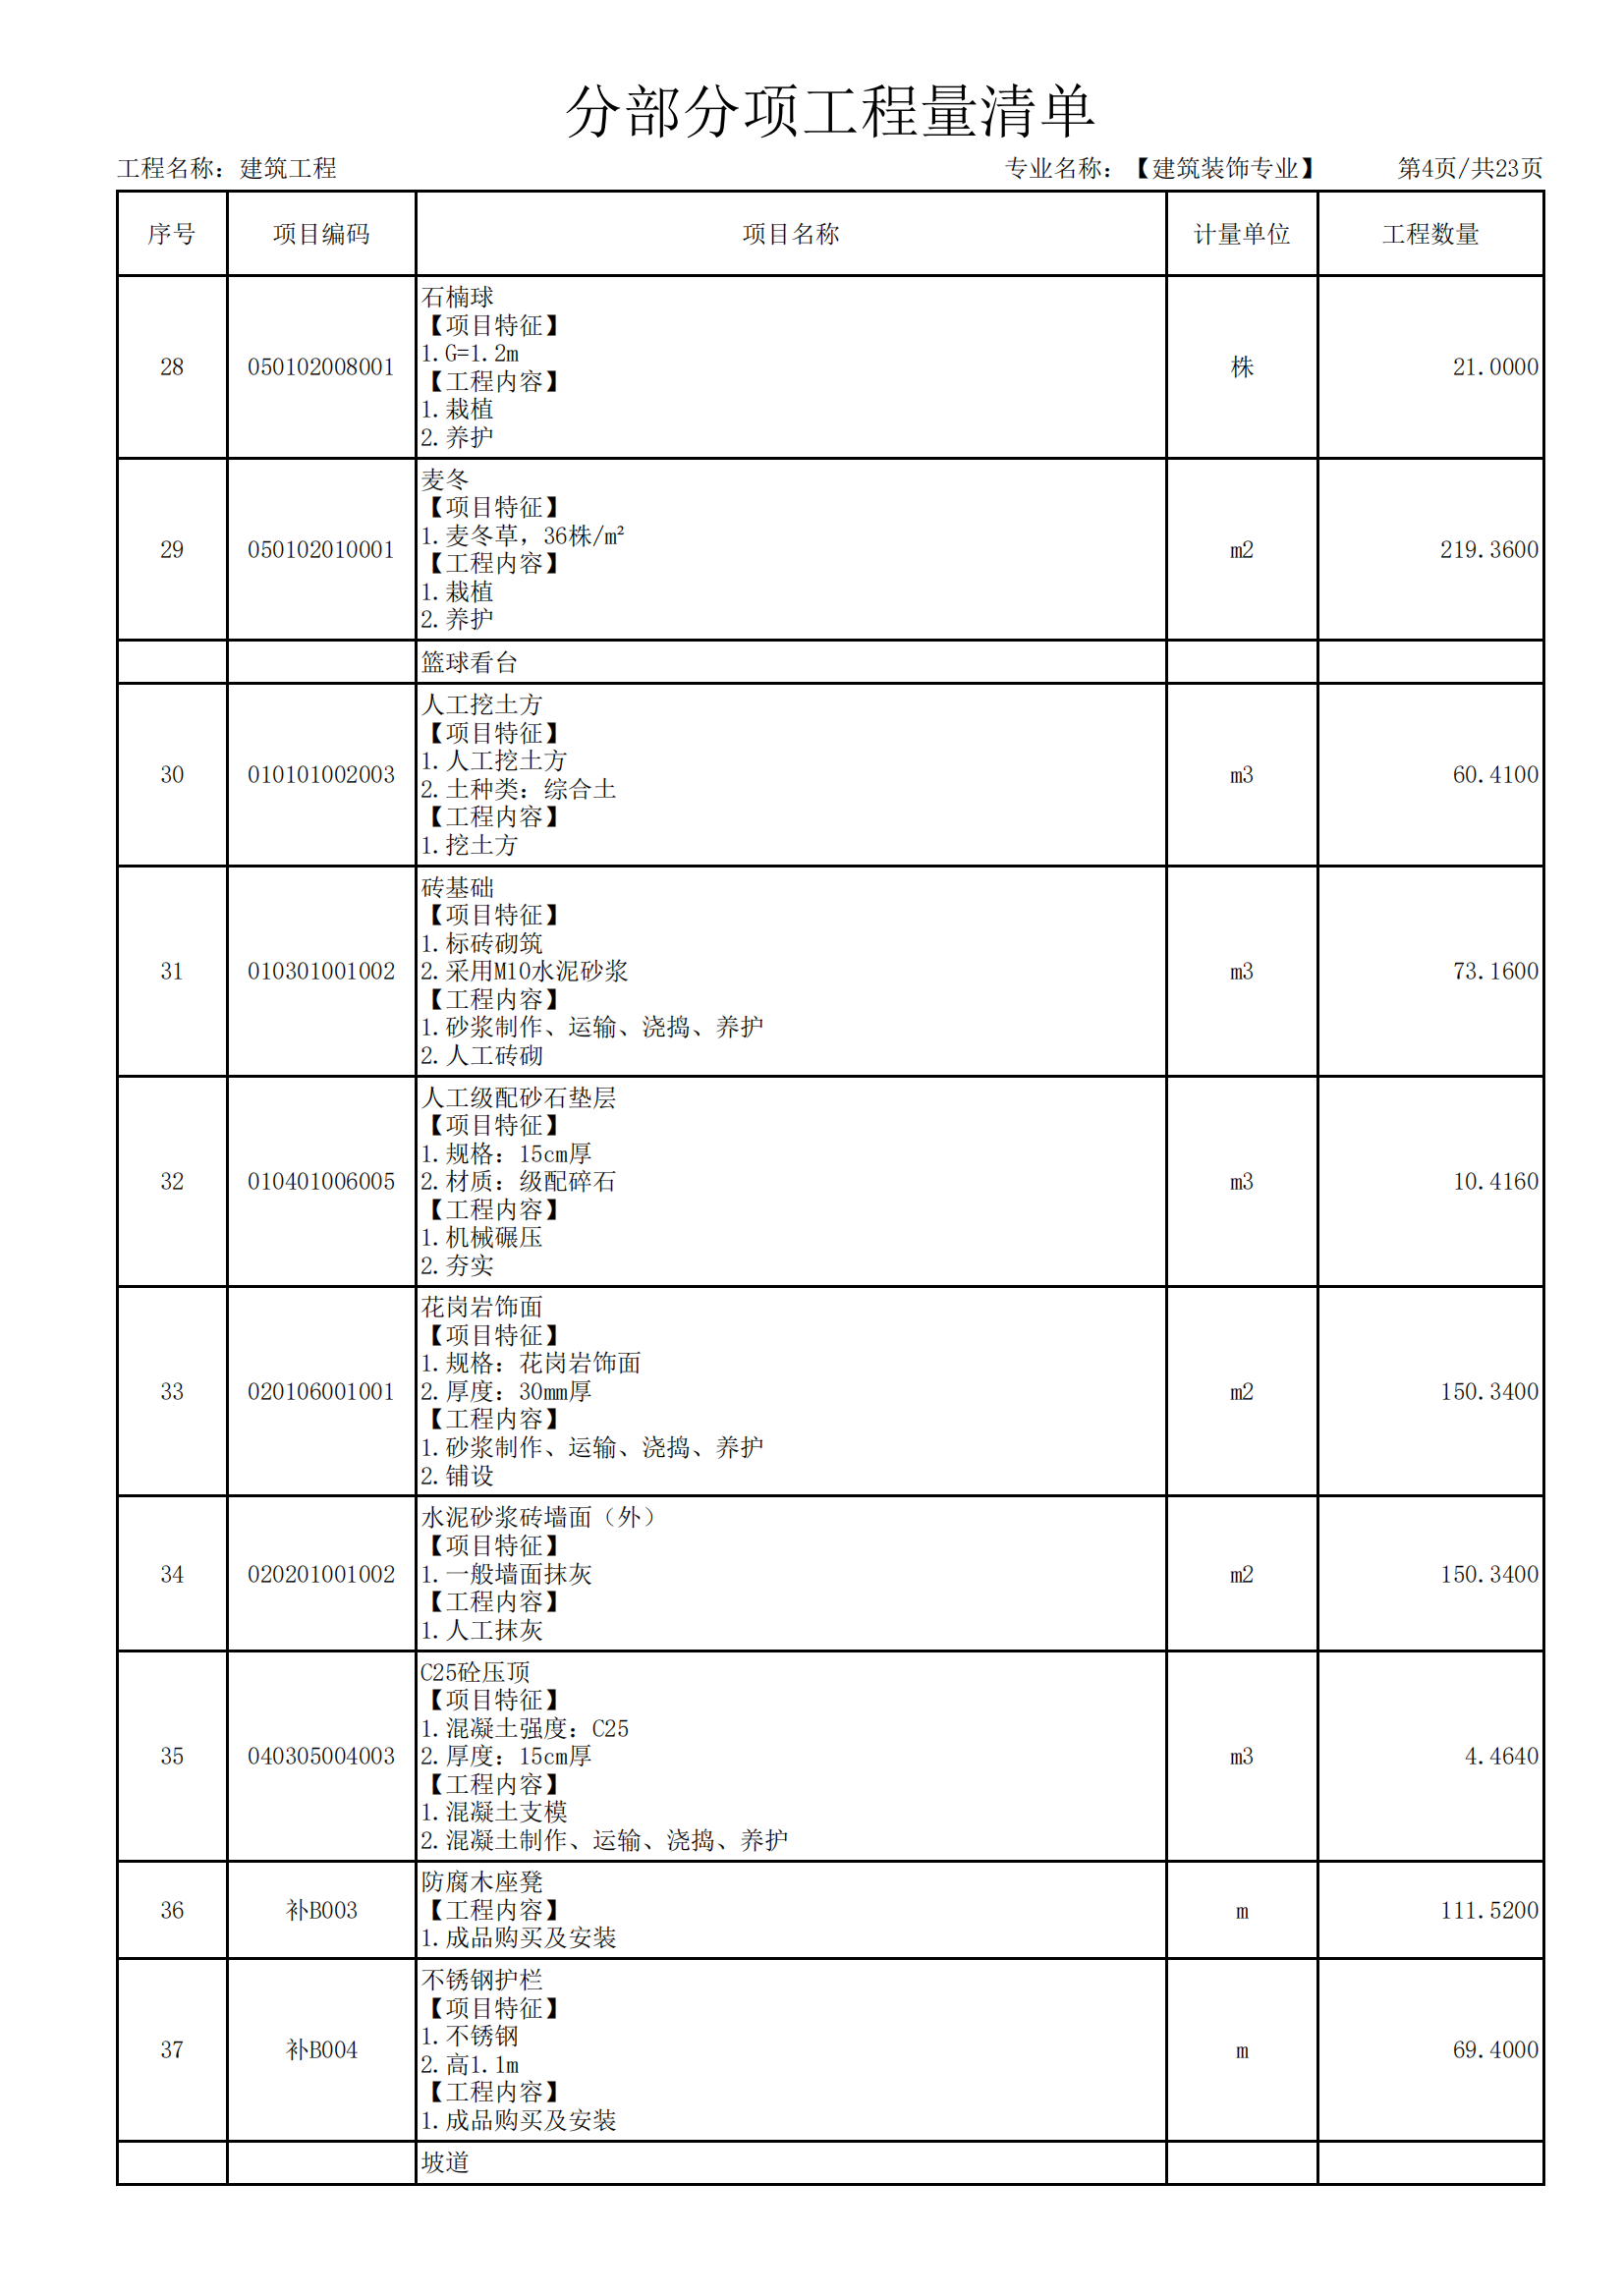 分部分项工程量清单
工程名称：建筑工程 专业名称：【建筑装饰专业】 第4页/共23页
序号 项目编码 项目名称 计量单位 工程数量
28 050102008001 石楠球
【项目特征】
1.G=1.2m
【工程内容】
1.栽植
2.养护 株 21.0000
29 050102010001 麦冬
【项目特征】
1.麦冬草，36株/m²
【工程内容】
1.栽植
2.养护 m2 219.3600
篮球看台
30 010101002003 人工挖土方
【项目特征】
1.人工挖土方
2.土种类：综合土
【工程内容】
1.挖土方 m3 60.4100
31 010301001002 砖基础
【项目特征】
1.标砖砌筑
2.采用M10水泥砂浆
【工程内容】
1.砂浆制作、运输、浇捣、养护
2.人工砖砌 m3 73.1600
32 010401006005 人工级配砂石垫层
【项目特征】
1.规格：15cm厚
2.材质：级配碎石
【工程内容】
1.机械碾压
2.夯实 m3 10.4160
33 020106001001 花岗岩饰面
【项目特征】
1.规格：花岗岩饰面
2.厚度：30mm厚
【工程内容】
1.砂浆制作、运输、浇捣、养护
2.铺设 m2 150.3400
34 020201001002 水泥砂浆砖墙面（外）
【项目特征】
1.一般墙面抹灰
【工程内容】
1.人工抹灰 m2 150.3400
35 040305004003 C25砼压顶
【项目特征】
1.混凝土强度：C25
2.厚度：15cm厚
【工程内容】
1.混凝土支模
2.混凝土制作、运输、浇捣、养护 m3 4.4640
36 补B003 防腐木座凳
【工程内容】
1.成品购买及安装 m 111.5200
37 补B004 不锈钢护栏
【项目特征】
1.不锈钢
2.高1.1m
【工程内容】
1.成品购买及安装 m 69.4000
坡道